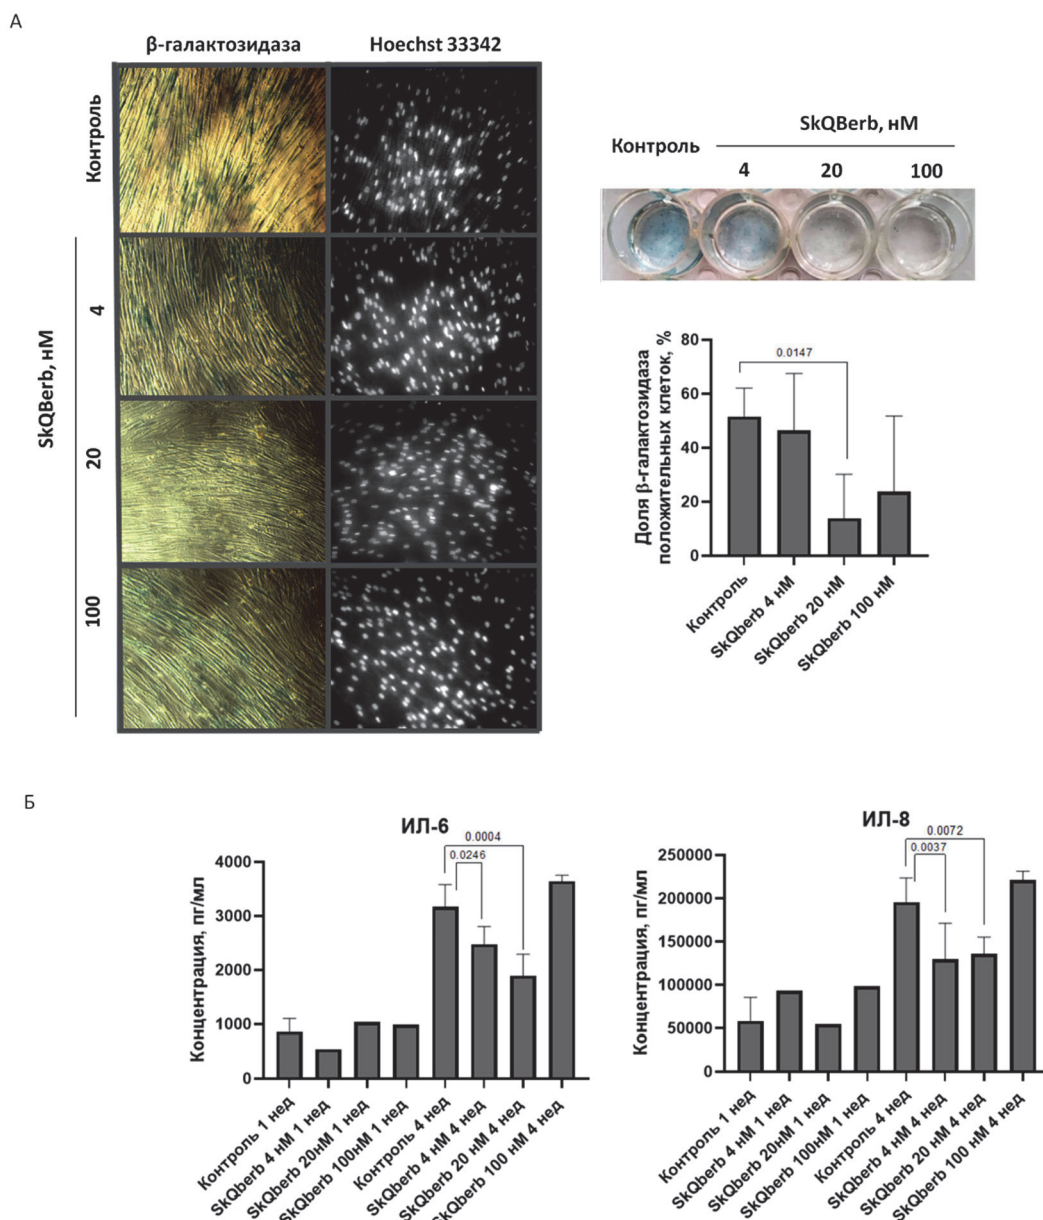 А
β-галактозидаза
Hoechst 33342
Контроль
SkQBerb, нМ
4
20
100
SkQBerb, нМ
Контроль
4
20
100
Доля β-галактозидаза
положительных клеток, %
80
60
40
20
0
0.0147
Контроль
SkQberb 4 нМ
SkQberb 20 нМ
SkQberb 100 нМ
Б
ИЛ-6
Концентрация, пг/мл
4000
3000
2000
1000
0
0.0004
0.0246
Контроль 1 нед
SkQberb 4 нМ 1 нед
SkQberb 20нМ 1 нед
SkQberb 100нМ 1 нед
Контроль 4 нед
SkQberb 4 нМ 4 нед
SkQberb 20 нМ 4 нед
SkQberb 100 нМ 4 нед
ИЛ-8
Концентрация, пг/мл
250000
200000
150000
100000
50000
0
0.0072
0.0037
Контроль 1 нед
SkQberb 4 нМ 1 нед
SkQberb 20нМ 1 нед
SkQberb 100нМ 1 нед
Контроль 4 нед
SkQberb 4 нМ 4 нед
SkQberb 20 нМ 4 нед
SkQberb 100 нМ 4 нед